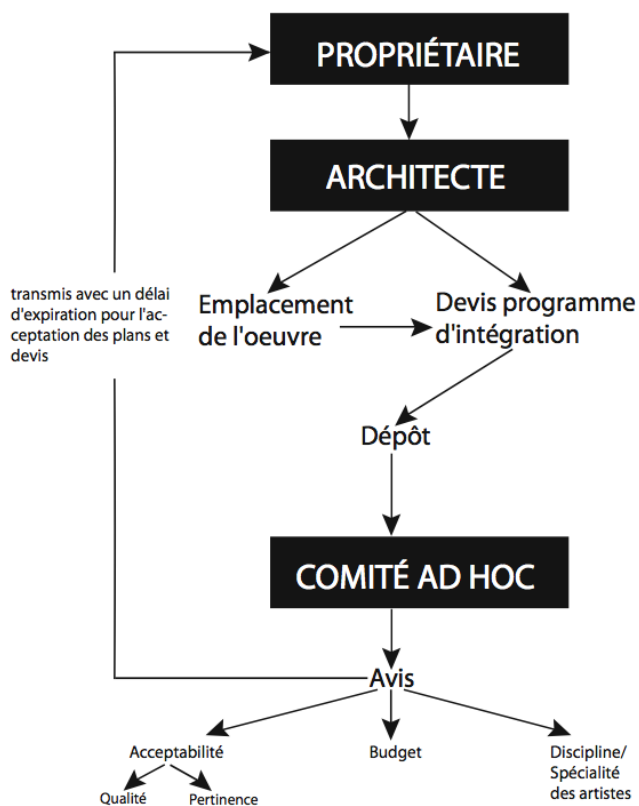 PROPRIÉTAIRE
ARCHITECTE
transmis avec un délai
d'expiration pour l'ac-
ceptation des plans et
devis
Emplacement
de l'oeuvre
Devis programme
d'intégration
Dépôt
COMITÉ AD HOC
Avis
Acceptabilité
Budget
Discipline/
Spécialité
des artistes
Qualité
Pertinence